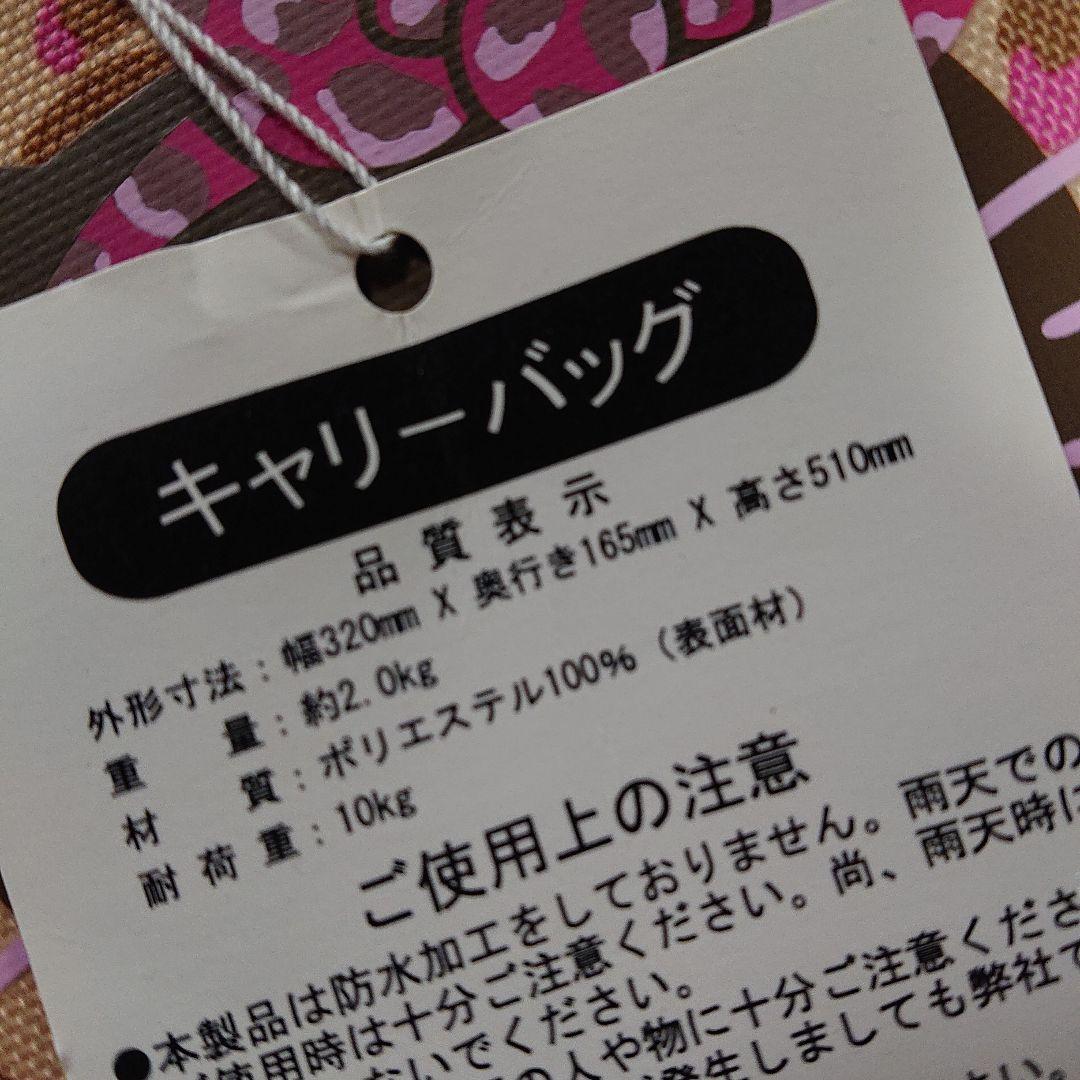 キャリーバッグ
品質表示
外形寸法：幅320mm X 奥行き165mm X 高さ510mm
重量：約2.0kg
材質：ポリエステル100%（表面材）
耐荷重：10kg
ご使用上の注意
●本製品は防水加工をしておりません。雨天での
使用時は十分ご注意ください。尚、雨天時に
ないでください。
の人や物に十分ご注意くださ
発生しましても弊社で
さい。